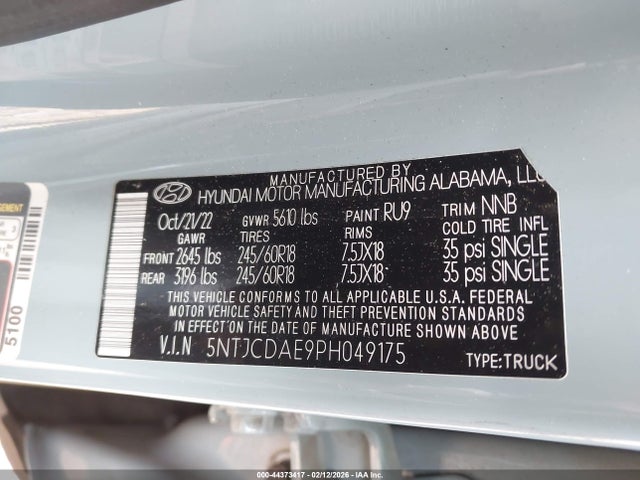 MANUFACTURED BY
HYUNDAI MOTOR MANUFACTURING ALABAMA, LLC
Oct/21/22 GVWR 5610 lbs PAINT RU9 TRIM NNB
GAWR TIRES RIMS COLD TIRE INFL
FRONT 2645 lbs 245/60R18 7.5JX18 35 psi SINGLE
REAR 3196 lbs 245/60R18 7.5JX18 35 psi SINGLE
THIS VEHICLE CONFORMS TO ALL APPLICABLE U.S.A. FEDERAL
MOTOR VEHICLE SAFETY AND THEFT PREVENTION STANDARDS
IN EFFECT ON THE DATE OF MANUFACTURE SHOWN ABOVE.
V.I.N 5NTJCDAE9PH049175 TYPE:TRUCK
5100
000-44373417 - 02/12/2026 - IAAI.COM